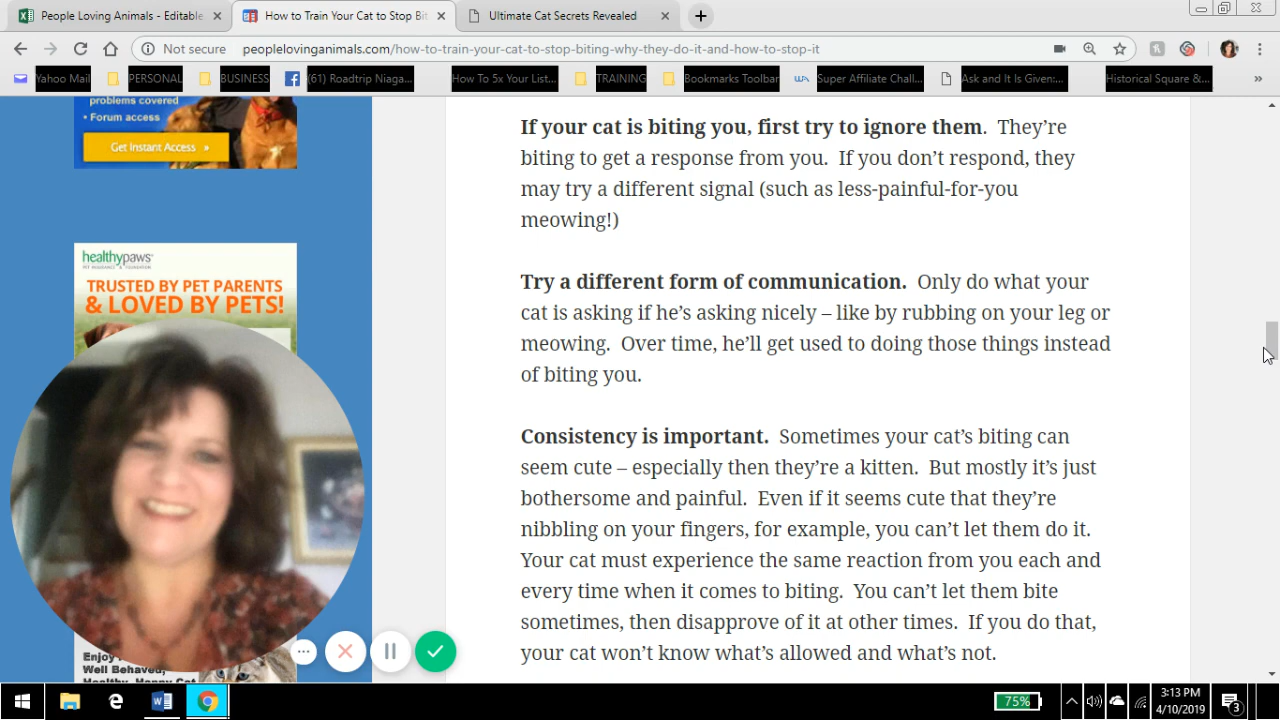 People Loving Animals - Editable
How to Train Your Cat to Stop Bit
Ultimate Cat Secrets Revealed
Not secure
peoplelovinganimals.com/how-to-train-your-cat-to-stop-biting-why-they-do-it-and-how-to-stop-it
Yahoo Mail
PERSONAL
BUSINESS
(61) Roadtrip Niaga...
How To 5x Your List...
TRAINING
Bookmarks Toolbar
Super Affiliate Chall...
Ask and It Is Given:...
Historical Square &...
»
problems covered
• Forum access
Get Instant Access »
healthypaws
PET INSURANCE & FOUNDATION
TRUSTED BY PET PARENTS
& LOVED BY PETS!
Enjoy
Well Behaved,
Healthy, Happy Cat
If your cat is biting you, first try to ignore them. They’re
biting to get a response from you. If you don’t respond, they
may try a different signal (such as less-painful-for-you
meowing!)
Try a different form of communication. Only do what your
cat is asking if he’s asking nicely – like by rubbing on your leg or
meowing. Over time, he’ll get used to doing those things instead
of biting you.
Consistency is important. Sometimes your cat’s biting can
seem cute – especially then they’re a kitten. But mostly it’s just
bothersome and painful. Even if it seems cute that they’re
nibbling on your fingers, for example, you can’t let them do it.
Your cat must experience the same reaction from you each and
every time when it comes to biting. You can’t let them bite
sometimes, then disapprove of it at other times. If you do that,
your cat won’t know what’s allowed and what’s not.
75%
3:13 PM
4/10/2019
3